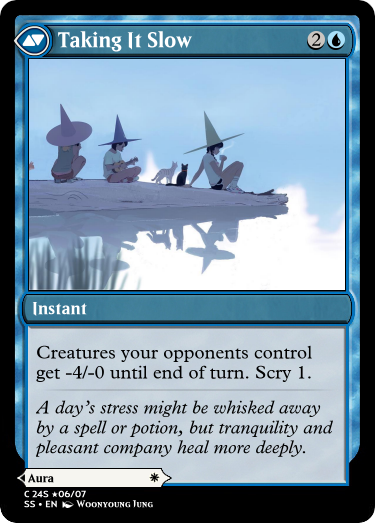 Taking It Slow 2
Instant
Creatures your opponents control
get -4/-0 until end of turn. Scry 1.
A day's stress might be whisked away
by a spell or potion, but tranquility and
pleasant company heal more deeply.
Aura *
C 24S ★06/07
SS • EN Woonyoung Jung